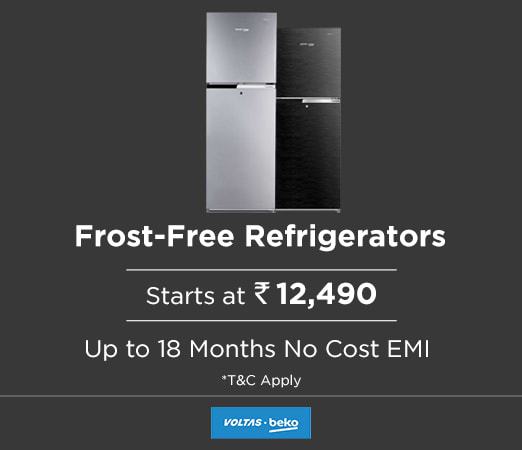 Frost-Free Refrigerators
Starts at ₹ 12,490
Up to 18 Months No Cost EMI
*T&C Apply
VOLTAS • beko